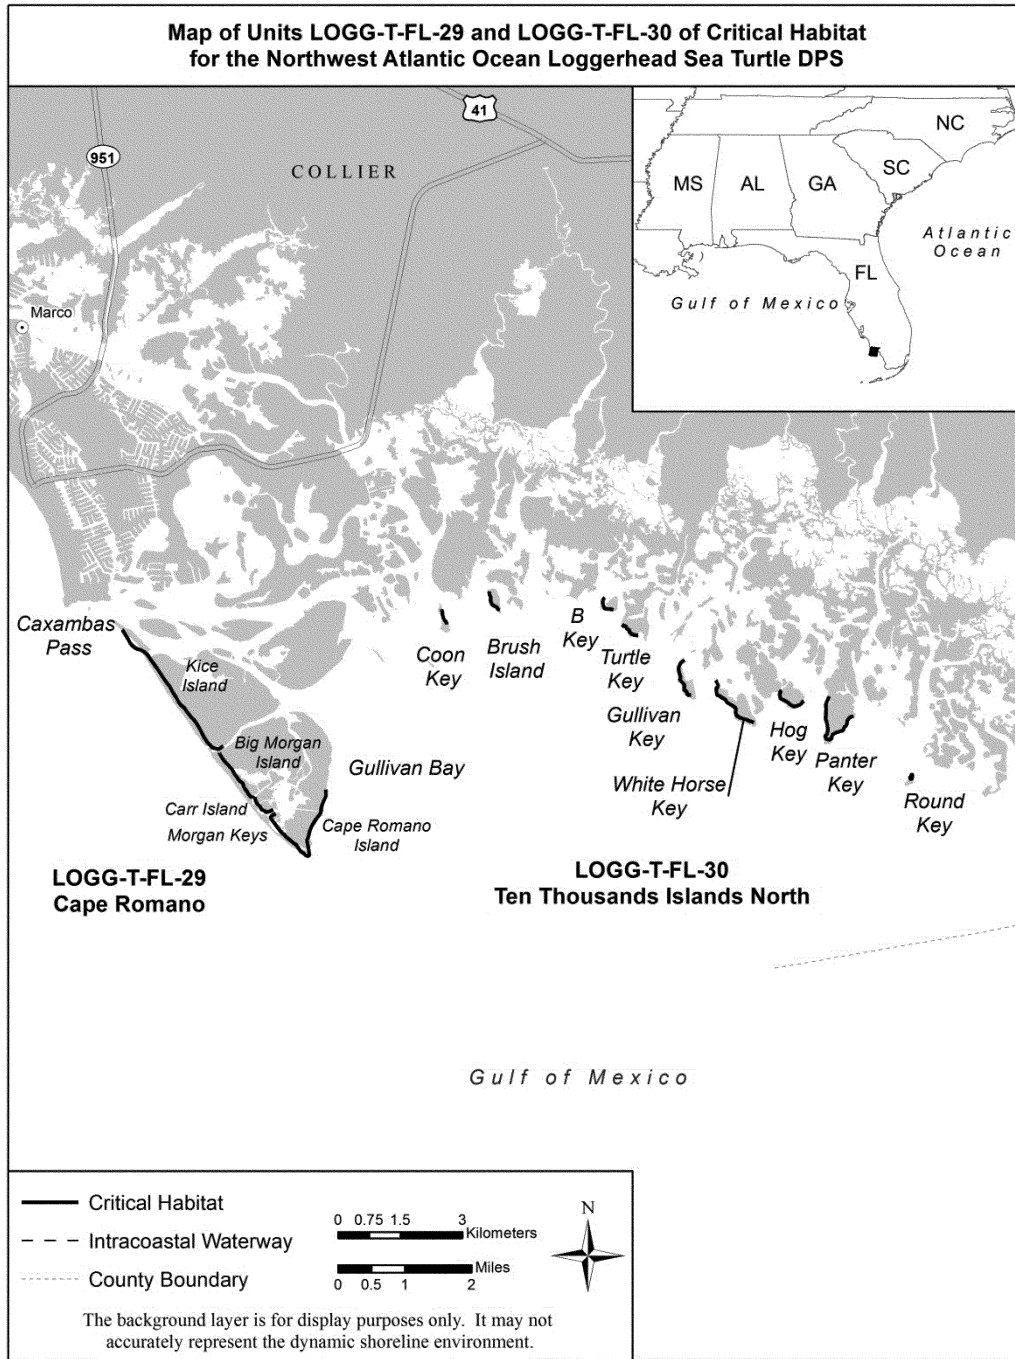 Map of Units LOGG-T-FL-29 and LOGG-T-FL-30 of Critical Habitat
for the Northwest Atlantic Ocean Loggerhead Sea Turtle DPS
41
951
COLLIER
Marco
NC
SC
MS
AL
GA
Atlantic
Ocean
FL
Gulf of Mexico
Caxambas
Pass
Kice
Island
Big Morgan
Island
Carr Island
Morgan Keys
Cape Romano
Island
Gullivan Bay
Coon
Key
Brush
Island
B
Key
Turtle
Key
Gullivan
Key
White Horse
Key
Hog
Key
Panter
Key
Round
Key
LOGG-T-FL-29
Cape Romano
LOGG-T-FL-30
Ten Thousands Islands North
Gulf of Mexico
Critical Habitat
Intracoastal Waterway
County Boundary
0 0.75 1.5 3
Kilometers
Miles
0 0.5 1 2
N
The background layer is for display purposes only. It may not
accurately represent the dynamic shoreline environment.